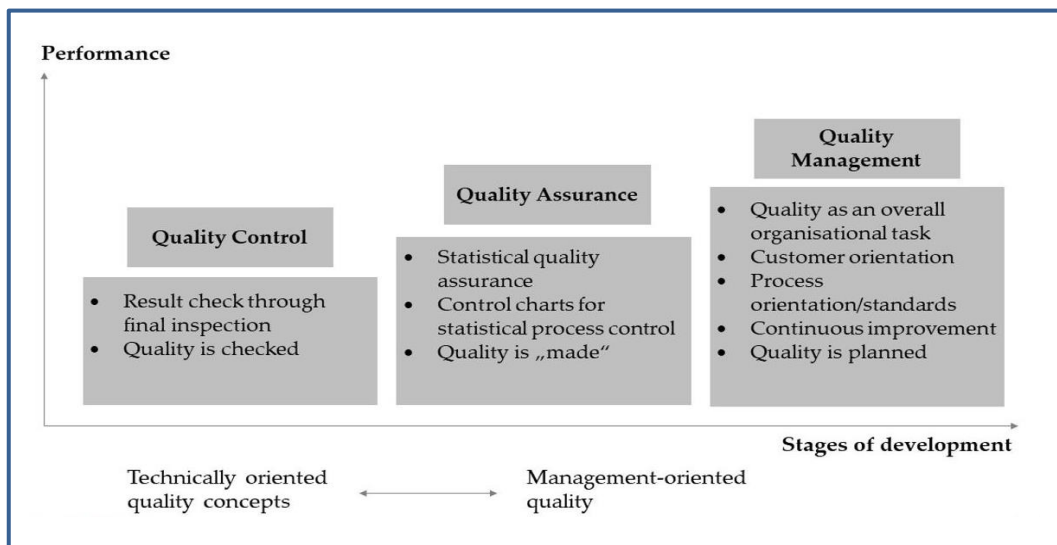 Performance
Quality
Management
Quality Assurance
Quality Control
• Result check through
final inspection
• Quality is checked
• Statistical quality
assurance
• Control charts for
statistical process control
• Quality is „made“
• Quality as an overall
organisational task
• Customer orientation
• Process
orientation/standards
• Continuous improvement
• Quality is planned
Stages of development
Technically oriented
quality concepts
Management-oriented
quality